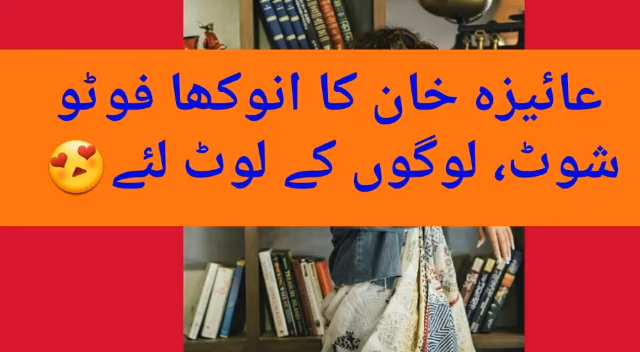 عائیزہ خان کا انوکھا فوٹو
شوٹ، لوگوں کے لوٹ لئے😍